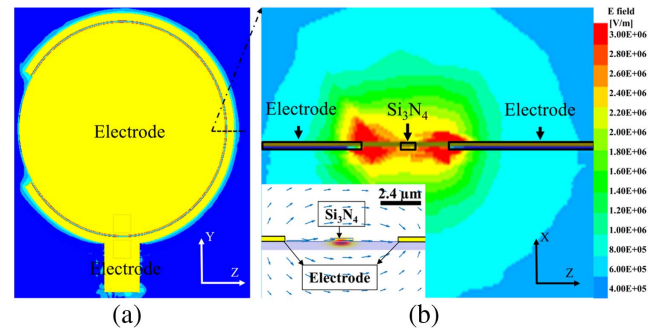 Electrode
Electrode
Y
Z
(a)
Electrode
Si₃N₄
Electrode
2.4 μm
Si₃N₄
Electrode
X
Z
(b)
E field
[V/m]
3.00E+06
2.80E+06
2.60E+06
2.40E+06
2.20E+06
2.00E+06
1.80E+06
1.60E+06
1.40E+06
1.20E+06
1.00E+06
8.00E+05
6.00E+05
4.00E+05